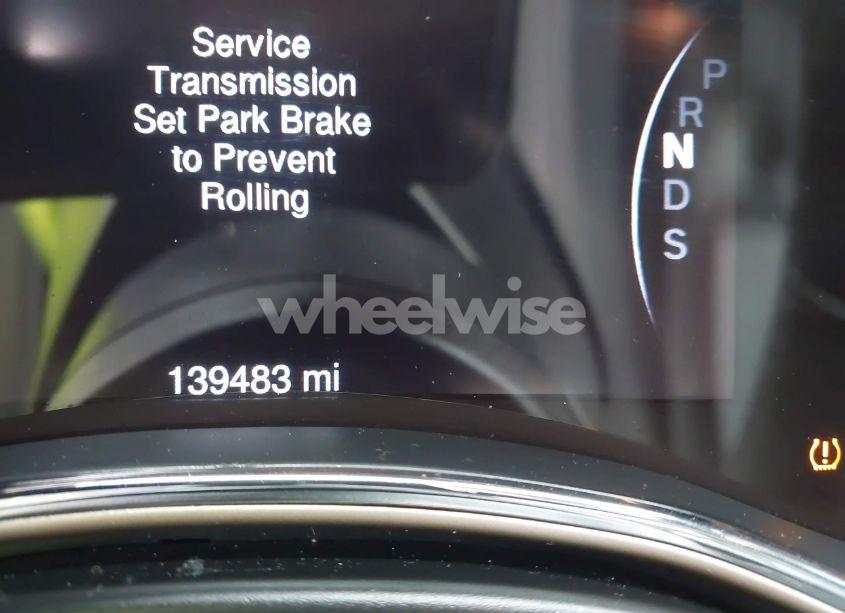 Service
Transmission
Set Park Brake
to Prevent
Rolling
P
R
N
D
S
wheelwise
139483 mi